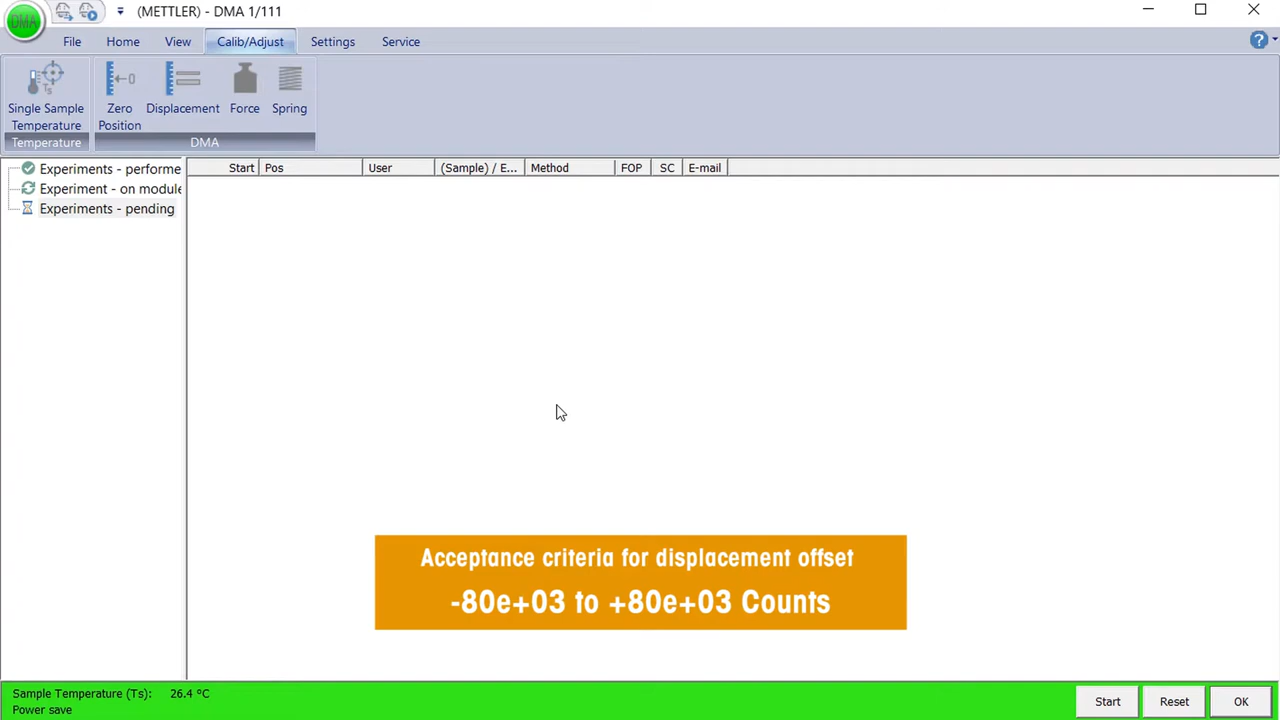 DMA
(METTLER) - DMA 1/111
File
Home
View
Calib/Adjust
Settings
Service
Single Sample
Temperature
Ts
Temperature
Zero
Position
0
Displacement
Force
Spring
DMA
Experiments - performe
Experiment - on module
Experiments - pending
Start
Pos
User
(Sample) / E...
Method
FOP
SC
E-mail
Acceptance criteria for displacement offset
-80e+03 to +80e+03 Counts
Sample Temperature (Ts): 26.4 °C
Power save
Start
Reset
OK